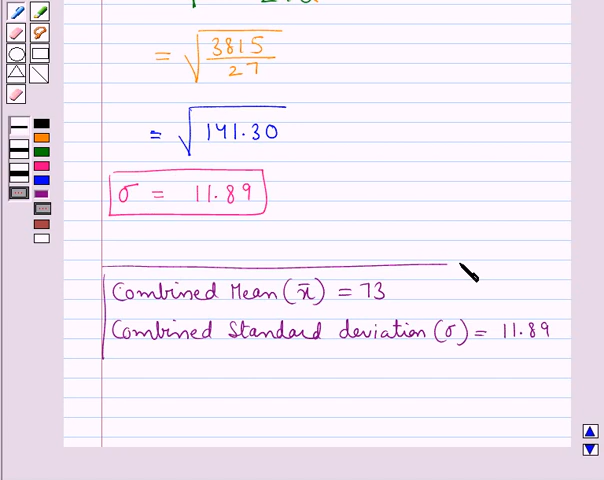 = √3815/27
= √141.30
σ = 11.89
Combined Mean (x̄) = 73
Combined Standard deviation (σ) = 11.89